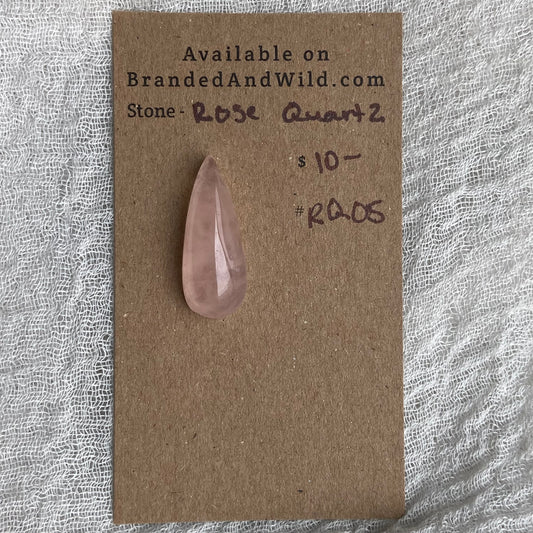 Available on
BrandedAndWild.com
Stone - Rose Quartz
$ 10-
# RQ05